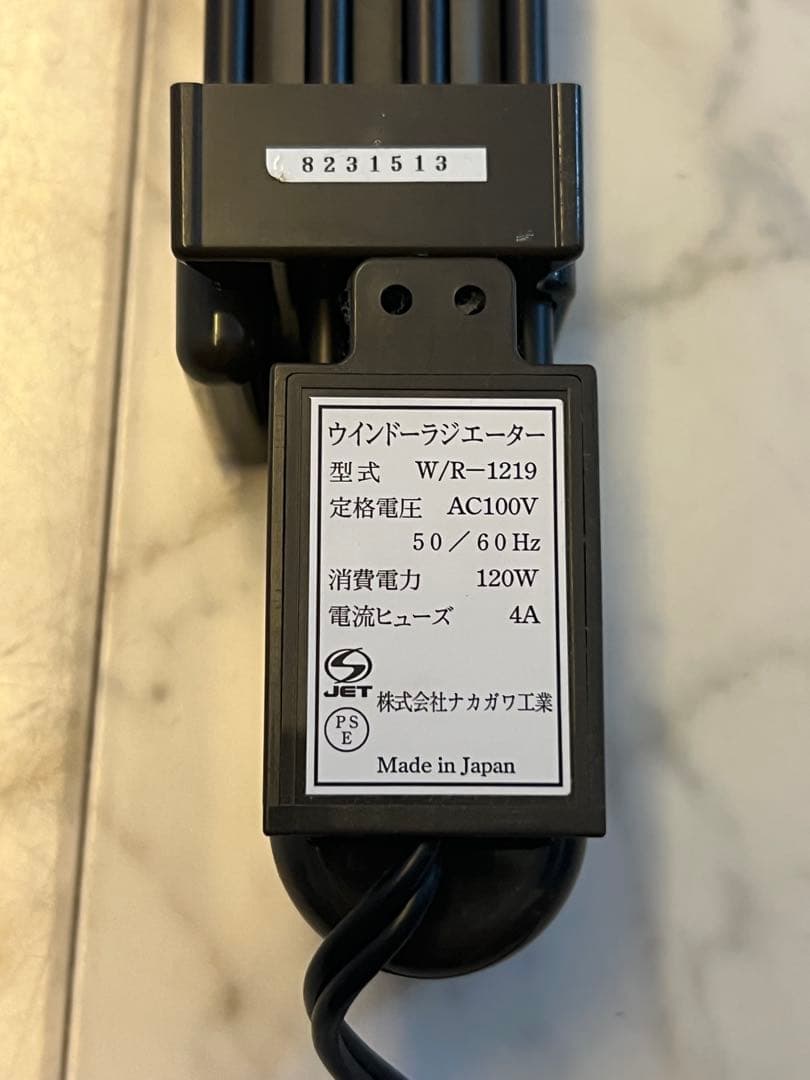 8231513
ウインドーラジエーター
型式 W/R－1219
定格電圧 AC100V
50／60Hz
消費電力 120W
電流ヒューズ 4A
JET
株式会社ナカガワ工業
PS
E
Made in Japan